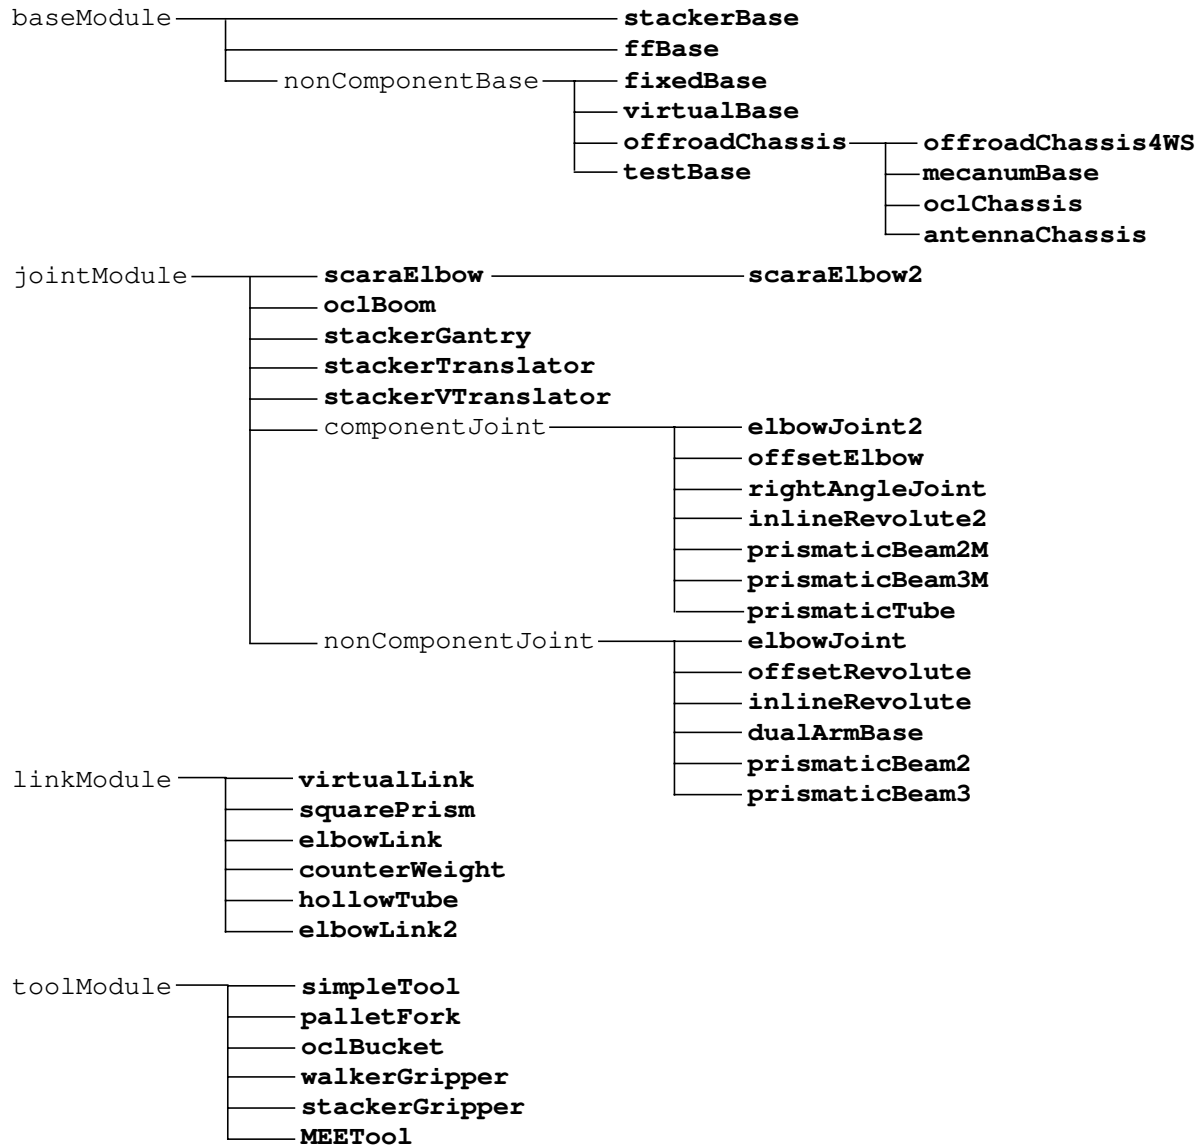 baseModule stackerBase
ffBase
nonComponentBase fixedBase
virtualBase
offroadChassis offroadChassis4WS
testBase mecanumBase
oclChassis
antennaChassis
jointModule scaraElbow scaraElbow2
oclBoom
stackerGantry
stackerTranslator
stackerVTranslator
componentJoint elbowJoint2
offsetElbow
rightAngleJoint
inlineRevolute2
prismaticBeam2M
prismaticBeam3M
prismaticTube
nonComponentJoint elbowJoint
offsetRevolute
inlineRevolute
dualArmBase
prismaticBeam2
prismaticBeam3
linkModule virtualLink
squarePrism
elbowLink
counterWeight
hollowTube
elbowLink2
toolModule simpleTool
palletFork
oclBucket
walkerGripper
stackerGripper
MEETool